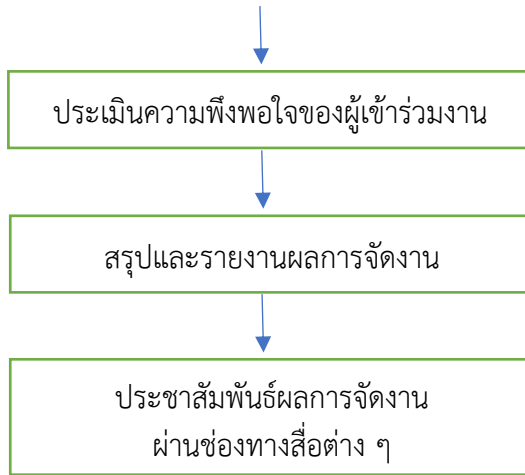 ประเมินความพึงพอใจของผู้เข้าร่วมงาน
สรุปและรายงานผลการจัดงาน
ประชาสัมพันธ์ผลการจัดงาน
ผ่านช่องทางสื่อต่าง ๆ